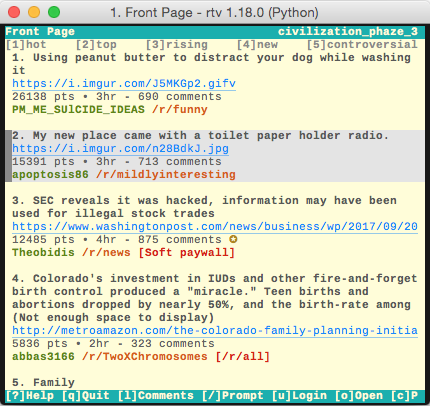 1. Front Page - rtv 1.18.0 (Python)
Front Page civilization_phaze_3
[1]hot [2]top [3]rising [4]new [5]controversial
1. Using peanut butter to distract your dog while washing
it
https://i.imgur.com/J5MKGp2.gifv
26138 pts • 3hr - 690 comments
PM_ME_SUlCIDE_IDEAS /r/funny
2. My new place came with a toilet paper holder radio.
https://i.imgur.com/n28BdkJ.jpg
15391 pts • 3hr - 713 comments
apoptosis86 /r/mildlyinteresting
3. SEC reveals it was hacked, information may have been
used for illegal stock trades
https://www.washingtonpost.com/news/business/wp/2017/09/20
12485 pts • 4hr - 875 comments ✪
Theobidis /r/news [Soft paywall]
4. Colorado's investment in IUDs and other fire-and-forget
birth control produced a "miracle." Teen births and
abortions dropped by nearly 50%, and the birth-rate among
(Not enough space to display)
http://metroamazon.com/the-colorado-family-planning-initia
5836 pts • 2hr - 323 comments
abbas3166 /r/TwoXChromosomes [/r/all]
5. Family
[?]Help [q]Quit [l]Comments [/]Prompt [u]Login [o]Open [c]P